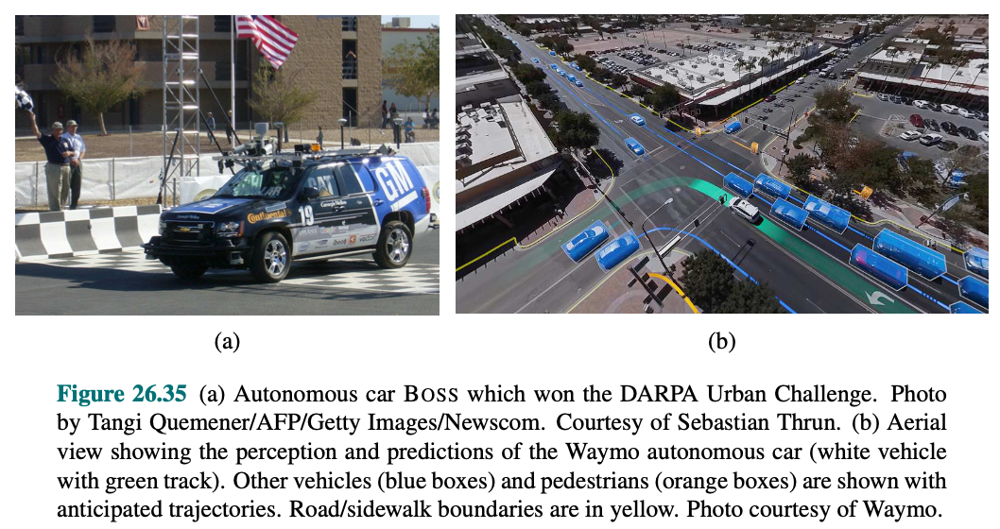 GM
19
Continental
Carnegie Mellon
(a)
(b)
Figure 26.35 (a) Autonomous car BOSS which won the DARPA Urban Challenge. Photo
by Tangi Quemener/AFP/Getty Images/Newscom. Courtesy of Sebastian Thrun. (b) Aerial
view showing the perception and predictions of the Waymo autonomous car (white vehicle
with green track). Other vehicles (blue boxes) and pedestrians (orange boxes) are shown with
anticipated trajectories. Road/sidewalk boundaries are in yellow. Photo courtesy of Waymo.